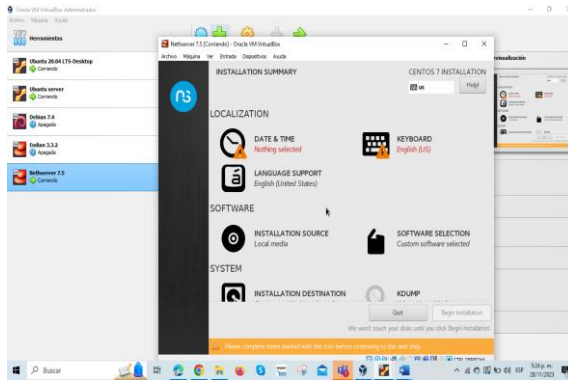 Oracle VM VirtualBox Administrador
Archivo Máquina Ayuda
Herramientas
Ubuntu 20.04 LTS-Desktop
Corriendo
Ubuntu server
Corriendo
Debian 7.4
Apagada
Endian 3.3.2
Apagada
Nethserver 7.5
Corriendo
Nethserver 7.5 [Corriendo] - Oracle VM VirtualBox
Archivo Máquina Ver Entrada Dispositivos Ayuda
INSTALLATION SUMMARY
CENTOS 7 INSTALLATION
us
Help!
LOCALIZATION
DATE & TIME
Nothing selected
KEYBOARD
English (US)
LANGUAGE SUPPORT
English (United States)
SOFTWARE
INSTALLATION SOURCE
Local media
SOFTWARE SELECTION
Custom software selected
SYSTEM
INSTALLATION DESTINATION
KDUMP
Quit
Begin Installation
We won't touch your disks until you click 'Begin Installation'.
Please complete items marked with this icon before continuing to the next step.
CTRL DERECHA
Buscar
ESP
28/11/2023